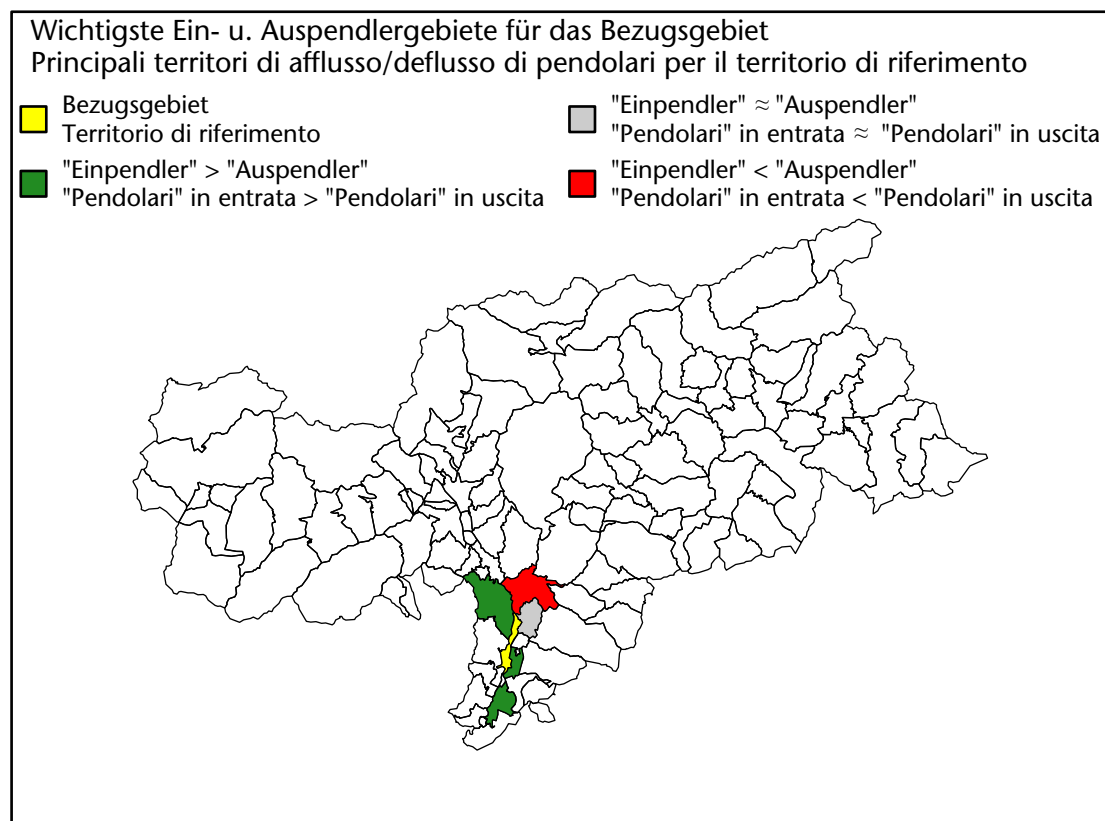 Wichtigste Ein- u. Auspendlergebiete für das Bezugsgebiet
Principali territori di afflusso/deflusso di pendolari per il territorio di riferimento
Bezugsgebiet
Territorio di riferimento
"Einpendler" > "Auspendler"
"Pendolari" in entrata > "Pendolari" in uscita
"Einpendler" ≈ "Auspendler"
"Pendolari" in entrata ≈ "Pendolari" in uscita
"Einpendler" < "Auspendler"
"Pendolari" in entrata < "Pendolari" in uscita